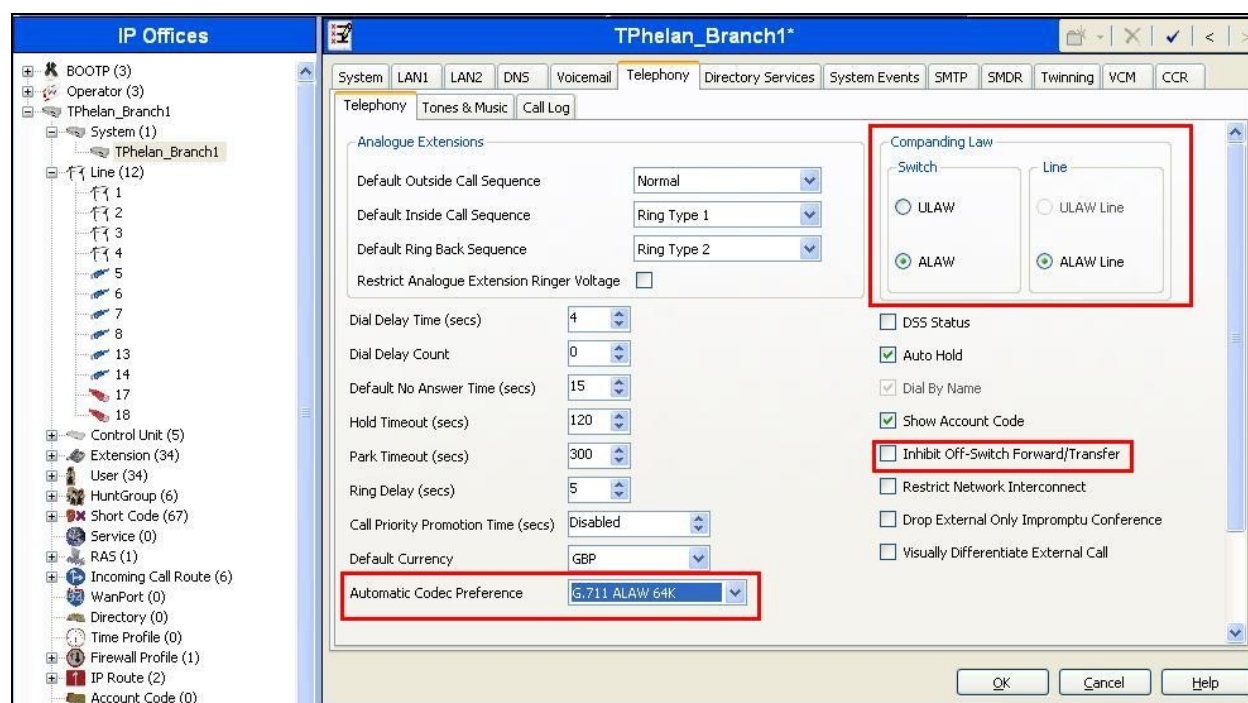 IP Offices
BOOTP (3)
Operator (3)
TPhelan_Branch1
System (1)
TPhelan_Branch1
Line (12)
1
2
3
4
5
6
7
8
13
14
17
18
Control Unit (5)
Extension (34)
User (34)
HuntGroup (6)
Short Code (67)
Service (0)
RAS (1)
Incoming Call Route (6)
WanPort (0)
Directory (0)
Time Profile (0)
Firewall Profile (1)
IP Route (2)
Account Code (0)
TPhelan_Branch1*
System LAN1 LAN2 DNS Voicemail Telephony Directory Services System Events SMTP SMDR Twinning VCM CCR
Telephony Tones & Music Call Log
Analogue Extensions
Default Outside Call Sequence Normal
Default Inside Call Sequence Ring Type 1
Default Ring Back Sequence Ring Type 2
Restrict Analogue Extension Ringer Voltage
Dial Delay Time (secs) 4
Dial Delay Count 0
Default No Answer Time (secs) 15
Hold Timeout (secs) 120
Park Timeout (secs) 300
Ring Delay (secs) 5
Call Priority Promotion Time (secs) Disabled
Default Currency GBP
Automatic Codec Preference G.711 ALAW 64K
Companding Law
Switch Line
ULAW ULAW Line
ALAW ALAW Line
DSS Status
Auto Hold
Dial By Name
Show Account Code
Inhibit Off-Switch Forward/Transfer
Restrict Network Interconnect
Drop External Only Impromptu Conference
Visually Differentiate External Call
OK Cancel Help